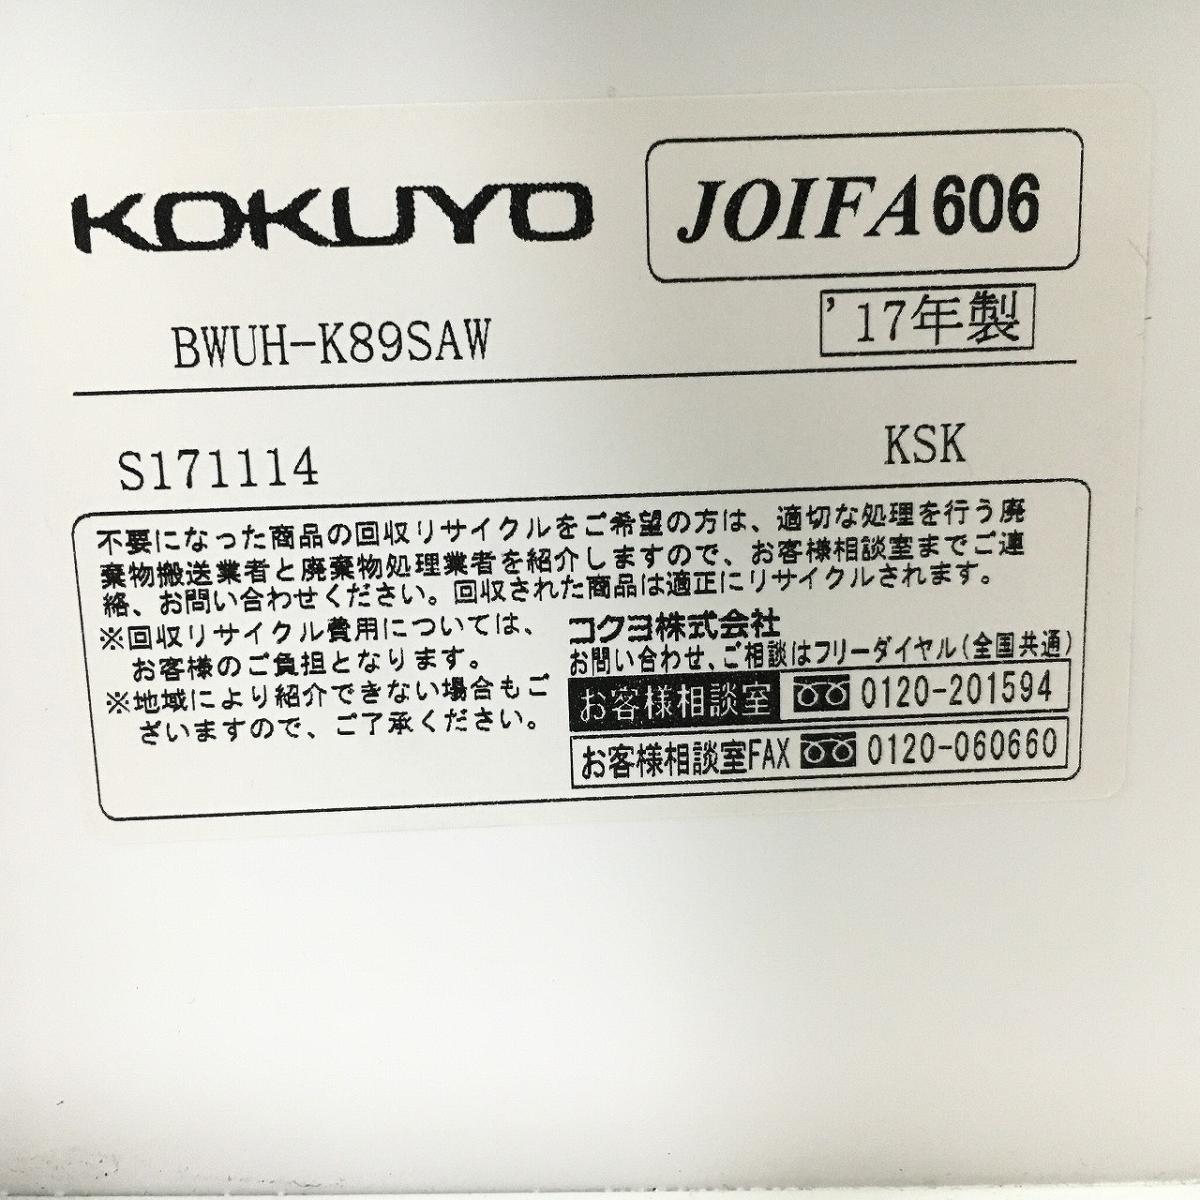 KOKUYO
JOIFA606
BWUH-K89SAW
'17年製
S171114
KSK
不要になった商品の回収リサイクルをご希望の方は、適切な処理を行う廃
棄物搬送業者と廃棄物処理業者を紹介しますので、お客様相談室までご連
絡、お問い合わせください。回収された商品は適正にリサイクルされます。
※回収リサイクル費用については、
お客様のご負担となります。
※地域により紹介できない場合もご
ざいますので、ご了承ください。
コクヨ株式会社
お問い合わせ、ご相談はフリーダイヤル(全国共通)
お客様相談室 0120-201594
お客様相談室FAX 0120-060660